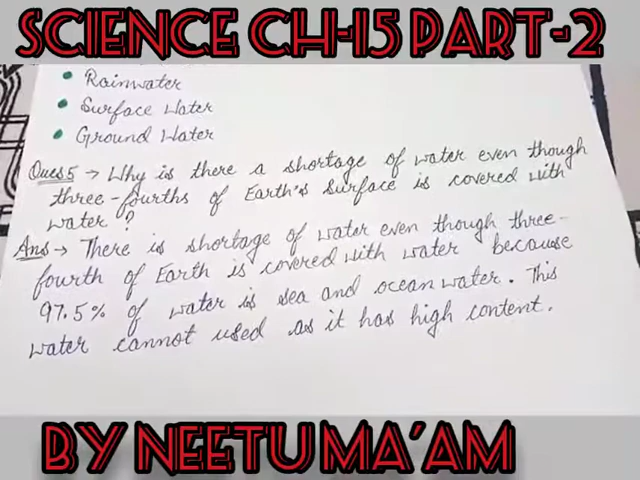 SCIENCE CH-15 PART-2
• Rainwater
• Surface Water
• Ground Water
Ques 5 → Why is there a shortage of water even though
three-fourths of Earth's surface is covered with
water?
Ans → There is shortage of water even though three-
fourth of Earth is covered with water because
97.5% of water is sea and ocean water. This
water cannot used as it has high content.
BY NEETU MA'AM